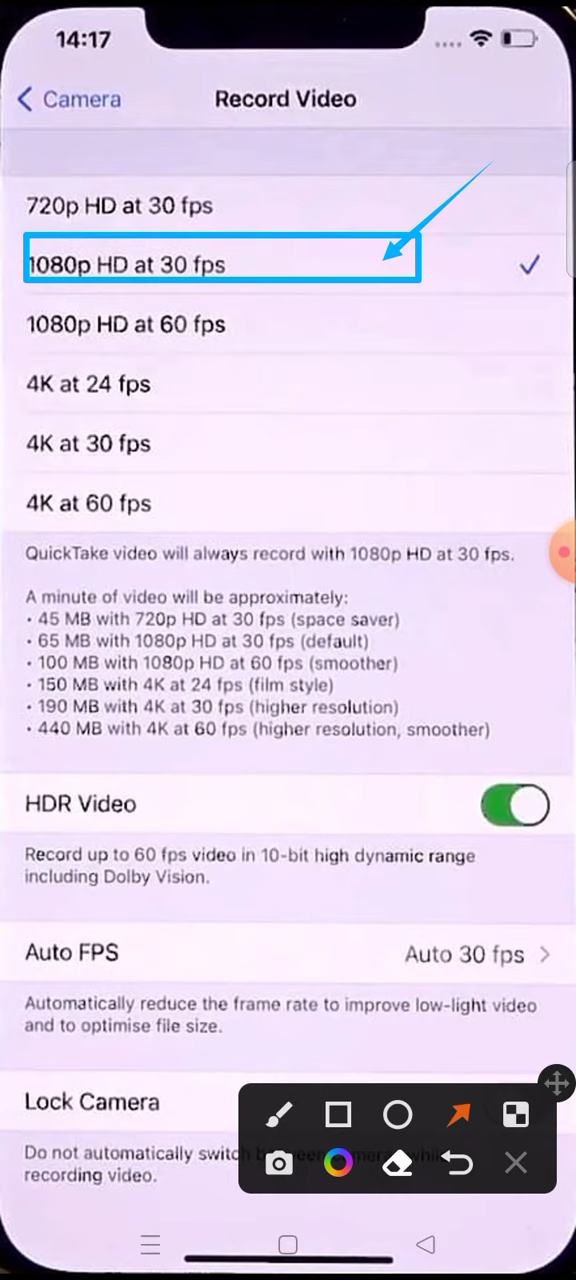 14:17
Camera
Record Video
720p HD at 30 fps
1080p HD at 30 fps
1080p HD at 60 fps
4K at 24 fps
4K at 30 fps
4K at 60 fps
QuickTake video will always record with 1080p HD at 30 fps.
A minute of video will be approximately:
• 45 MB with 720p HD at 30 fps (space saver)
• 65 MB with 1080p HD at 30 fps (default)
• 100 MB with 1080p HD at 60 fps (smoother)
• 150 MB with 4K at 24 fps (film style)
• 190 MB with 4K at 30 fps (higher resolution)
• 440 MB with 4K at 60 fps (higher resolution, smoother)
HDR Video
Record up to 60 fps video in 10-bit high dynamic range
including Dolby Vision.
Auto FPS
Auto 30 fps
Automatically reduce the frame rate to improve low-light video
and to optimise file size.
Lock Camera
Do not automatically switch
recording video.